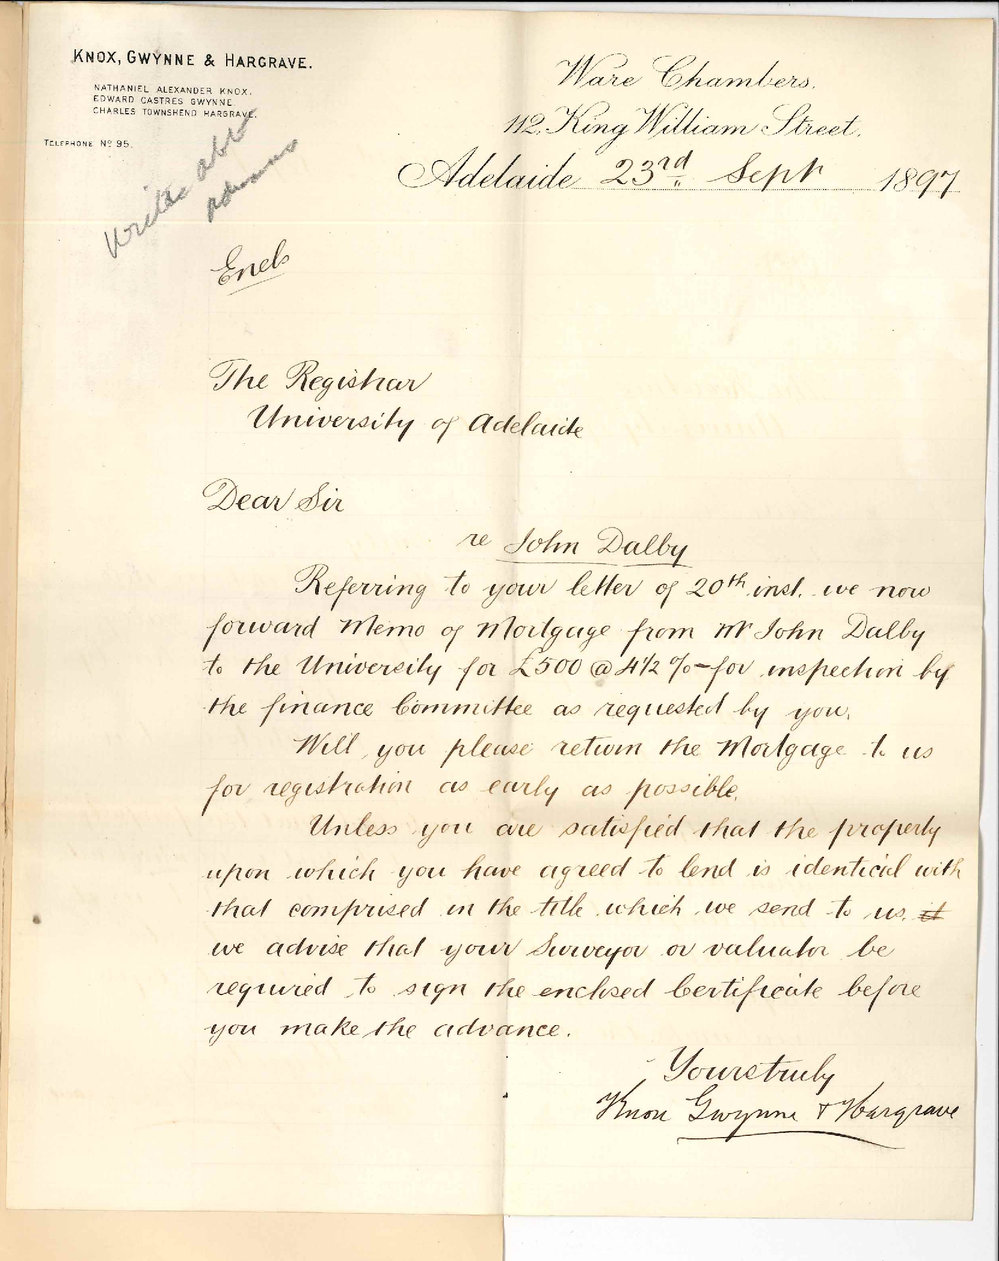 KNOX, GWYNNE & HARGRAVE.
NATHANIEL ALEXANDER KNOX.
EDWARD CASTRES GWYNNE.
CHARLES TOWNSHEND HARGRAVE.
TELEPHONE No 95.
Ware Chambers,
112, King William Street,
Adelaide 23rd Sept 1897
Write abt
Encls
The Registrar
University of Adelaide
Dear Sir
re John Dalby
Referring to your letter of 20th inst. we now
forward Memo of Mortgage from Mr John Dalby
to the University for £500 @ 4½ % - for inspection by
the finance Committee as requested by you.
Will you please return the Mortgage to us
for registration as early as possible.
Unless you are satisfied that the property
upon which you have agreed to lend is identical with
that comprised in the title which we send to us. it
we advise that your Surveyor or valuator be
required to sign the enclosed Certificate before
you make the advance.
Yours truly
Knox Gwynne & Hargrave